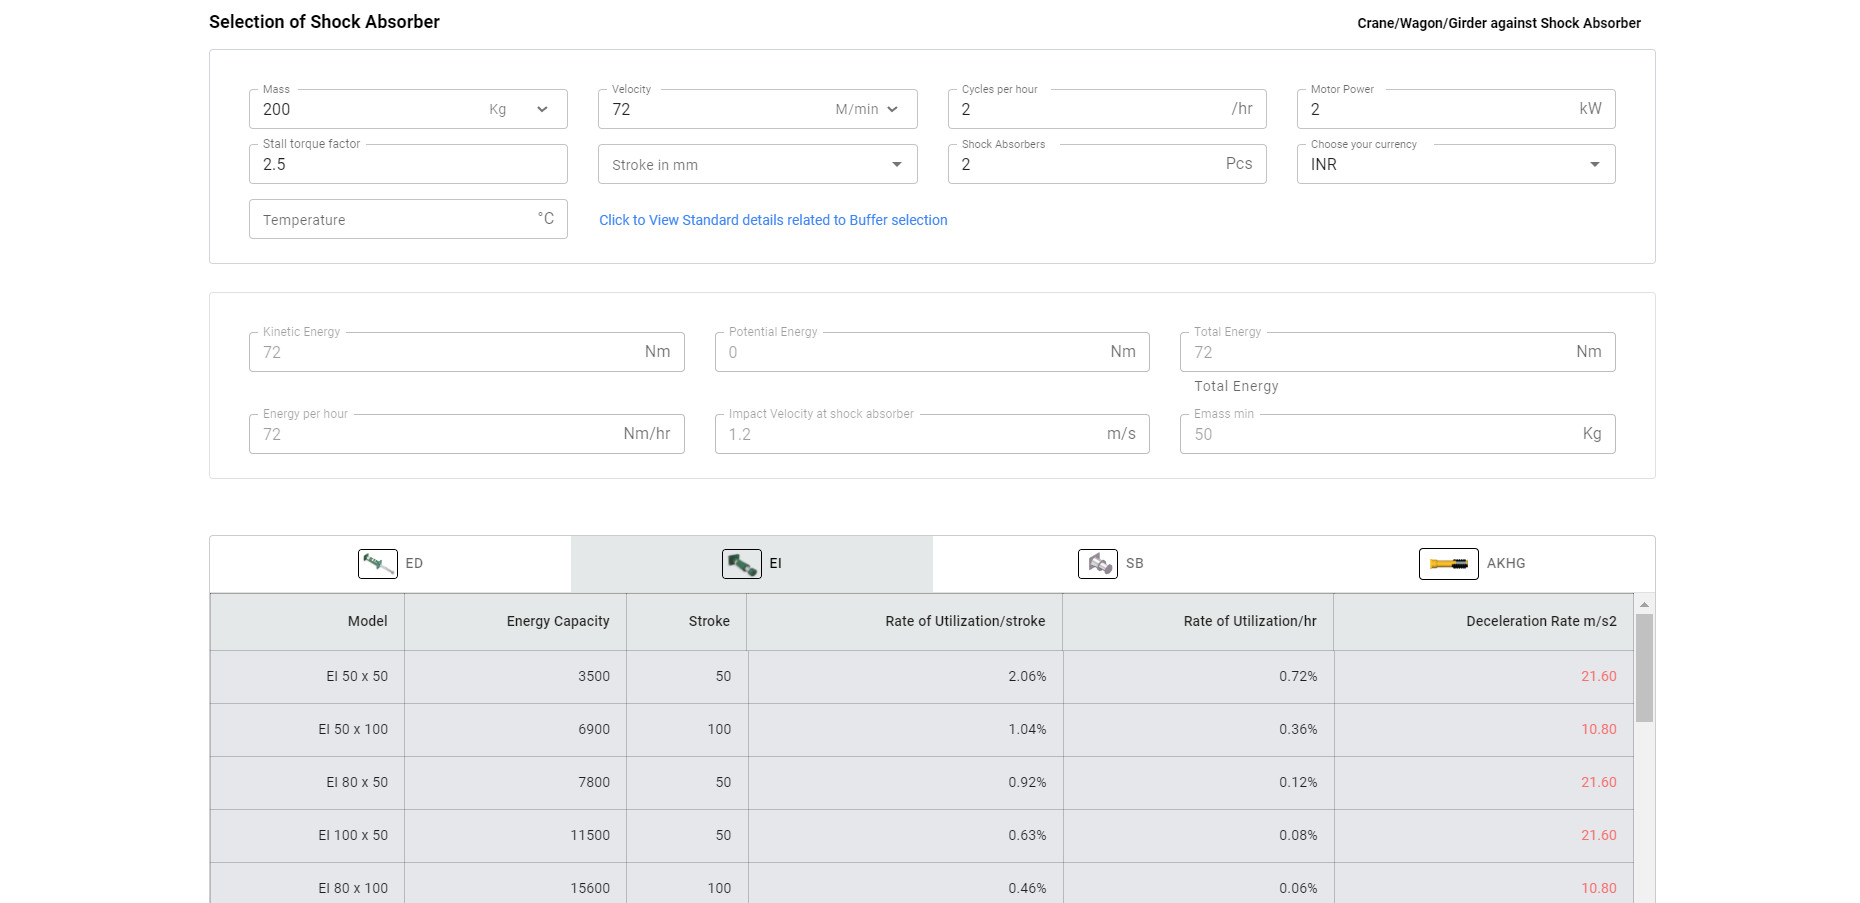 Selection of Shock Absorber
Crane/Wagon/Girder against Shock Absorber
Mass
200 Kg
Velocity
72 M/min
Cycles per hour
2 /hr
Motor Power
2 kW
Stall torque factor
2.5
Stroke in mm
Shock Absorbers
2 Pcs
Choose your currency
INR
Temperature °C
Click to View Standard details related to Buffer selection
Kinetic Energy
72 Nm
Potential Energy
0 Nm
Total Energy
72 Nm
Total Energy
Energy per hour
72 Nm/hr
Impact Velocity at shock absorber
1.2 m/s
Emass min
50 Kg
ED EI SB AKHG
Model Energy Capacity Stroke Rate of Utilization/stroke Rate of Utilization/hr Deceleration Rate m/s2
EI 50 x 50 3500 50 2.06% 0.72% 21.60
EI 50 x 100 6900 100 1.04% 0.36% 10.80
EI 80 x 50 7800 50 0.92% 0.12% 21.60
EI 100 x 50 11500 50 0.63% 0.08% 21.60
EI 80 x 100 15600 100 0.46% 0.06% 10.80